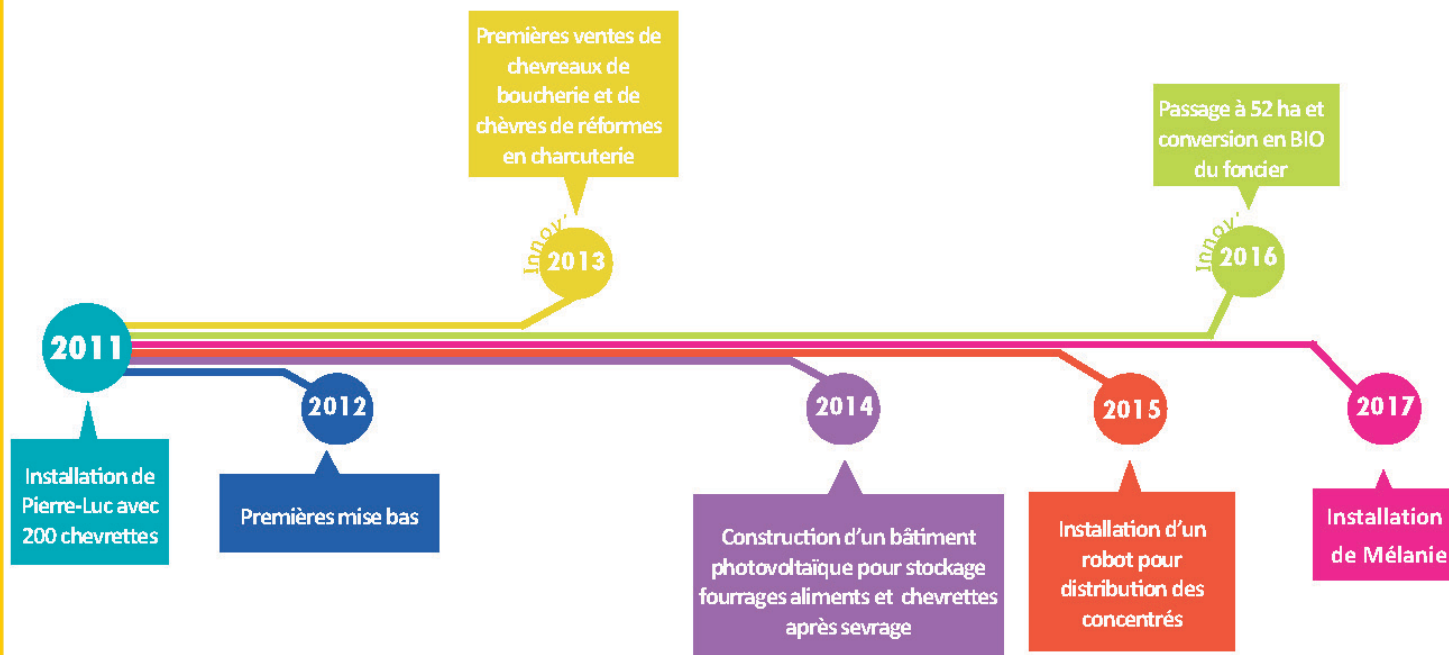 Premières ventes de
chevreaux de
boucherie et de
chèvres de réformes
en charcuterie
Passage à 52 ha et
conversion en BIO
du foncier
Innov'
2013
Innov'
2016
2011
2012
2014
2015
2017
Installation de
Pierre-Luc avec
200 chevrettes
Premières mise bas
Construction d'un bâtiment
photovoltaïque pour stockage
fourrages aliments et chevrettes
après sevrage
Installation d'un
robot pour
distribution des
concentrés
Installation
de Mélanie